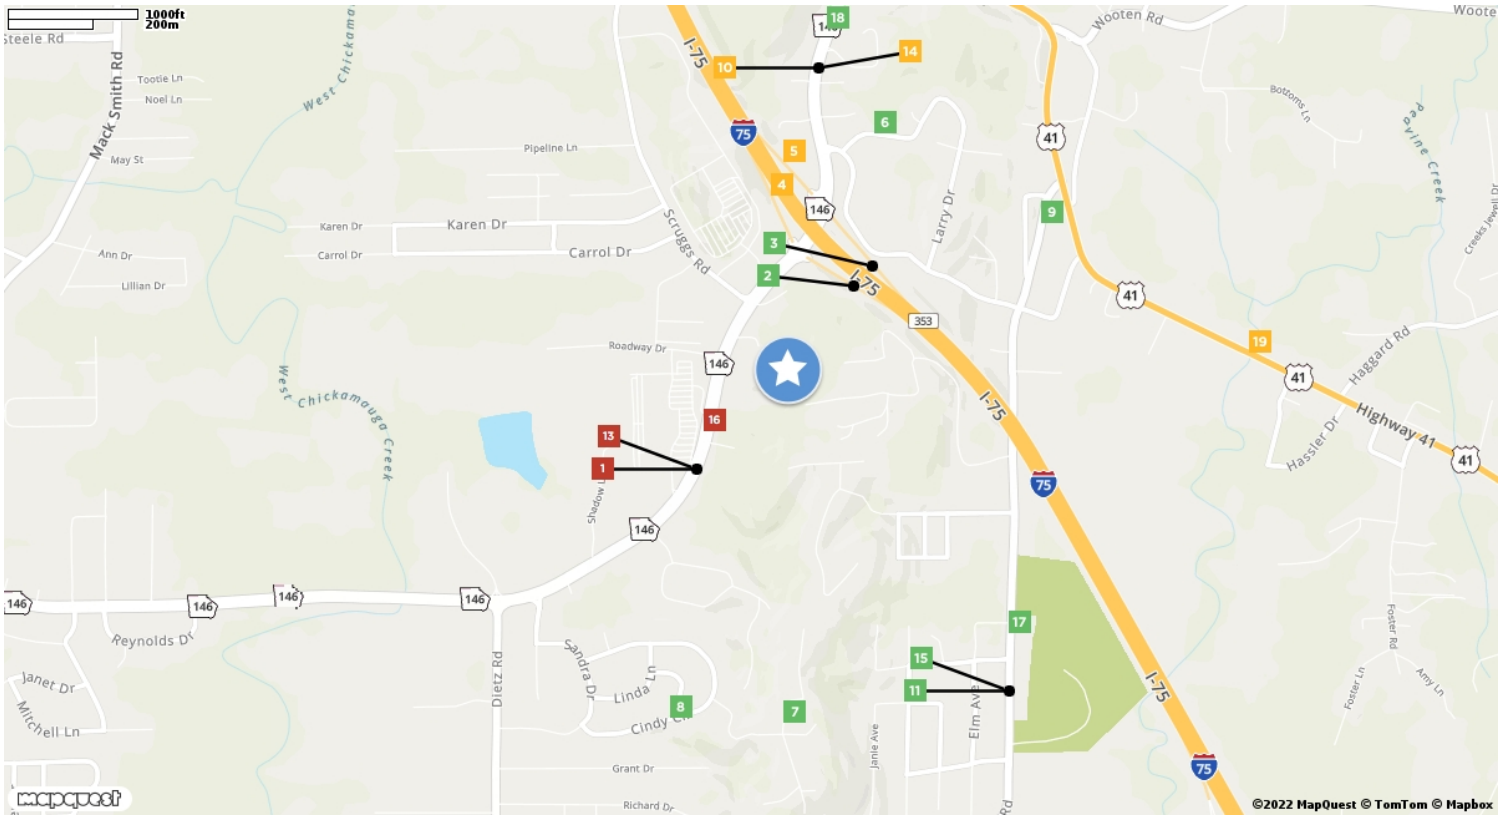 1000ft
200m
18
146
Wooten Rd
Woote
Steele Rd
I-75
14
10
Tootie Ln
Noel Ln
West Chickama
Mack Smith Rd
Bottoms Ln
6
75
41
Pipeline Ln
5
May St
4
146
9
Larry Dr
Creeks Jewell Dr
Karen Dr
Karen Dr
Scruggs Rd
3
Carrol Dr
Carrol Dr
Ann Dr
2
I-75
Lillian Dr
41
353
19
Roadway Dr
146
Haggard Rd
41
West Chickamauga Creek
I-75
16
Highway 41
13
Hassler Dr
41
1
75
146
146
146
146
146
17
Foster Rd
Reynolds Dr
Sandra Dr
15
Dietz Rd
Janet Dr
Linda Ln
11
I-75
Foster Ln
Amy Ln
8
7
Elm Ave
Mitchell Ln
Janie Ave
Grant Dr
75
mapquest
Richard Dr
Rd
©2022 MapQuest © TomTom © Mapbox